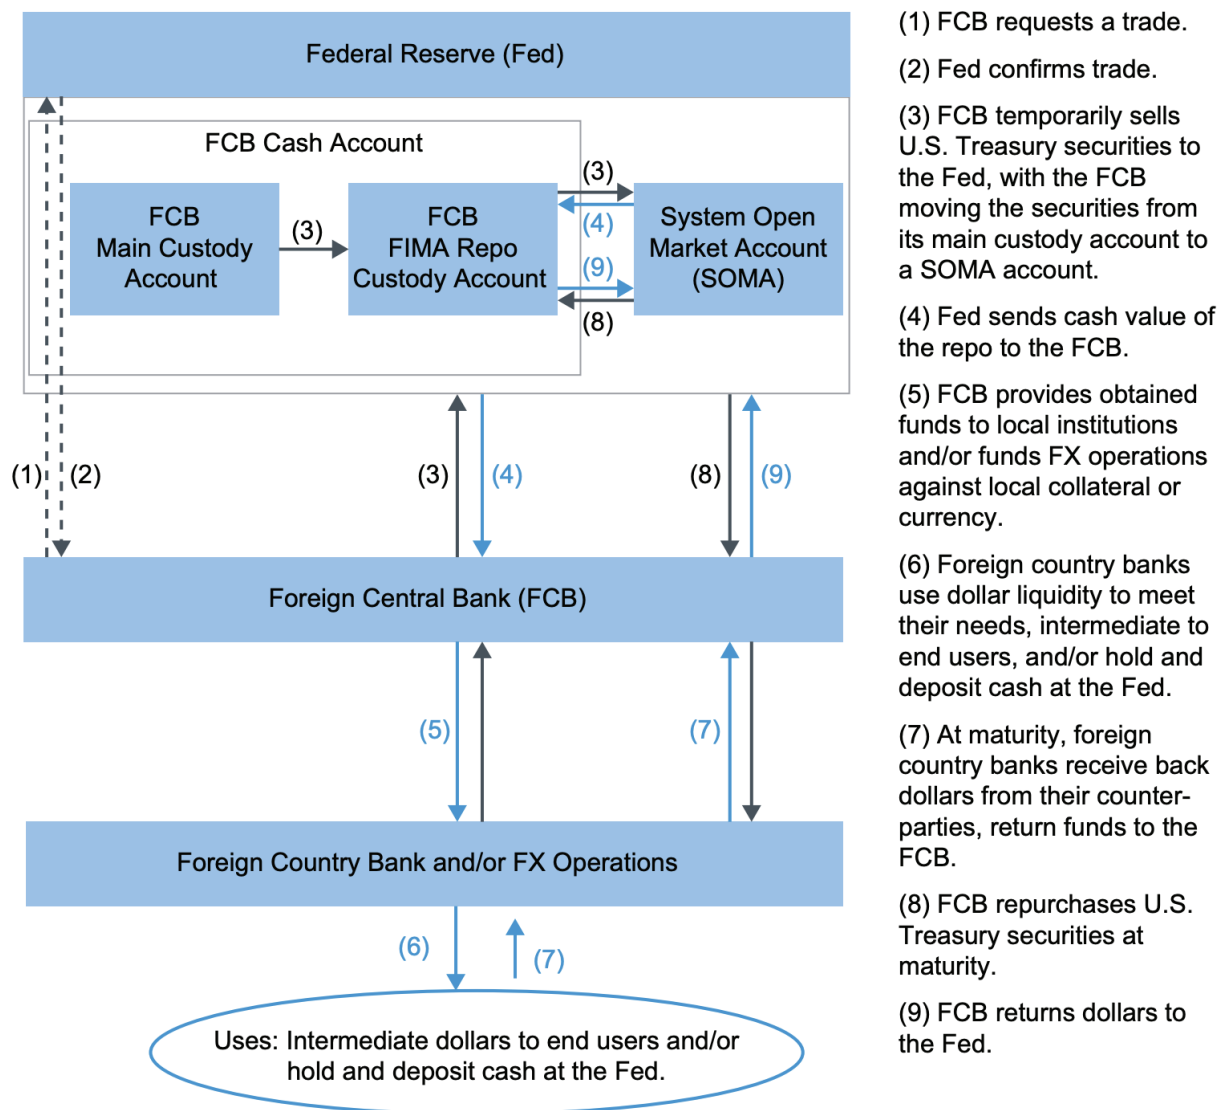 Federal Reserve (Fed)
FCB Cash Account
FCB
Main Custody
Account
(3)
FCB
FIMA Repo
Custody Account
(3)
(4)
(9)
(8)
System Open
Market Account
(SOMA)
(1)
(2)
(3)
(4)
(8)
(9)
Foreign Central Bank (FCB)
(5)
(7)
Foreign Country Bank and/or FX Operations
(6)
(7)
Uses: Intermediate dollars to end users and/or
hold and deposit cash at the Fed.
(1) FCB requests a trade.
(2) Fed confirms trade.
(3) FCB temporarily sells
U.S. Treasury securities to
the Fed, with the FCB
moving the securities from
its main custody account to
a SOMA account.
(4) Fed sends cash value of
the repo to the FCB.
(5) FCB provides obtained
funds to local institutions
and/or funds FX operations
against local collateral or
currency.
(6) Foreign country banks
use dollar liquidity to meet
their needs, intermediate to
end users, and/or hold and
deposit cash at the Fed.
(7) At maturity, foreign
country banks receive back
dollars from their counter-
parties, return funds to the
FCB.
(8) FCB repurchases U.S.
Treasury securities at
maturity.
(9) FCB returns dollars to
the Fed.